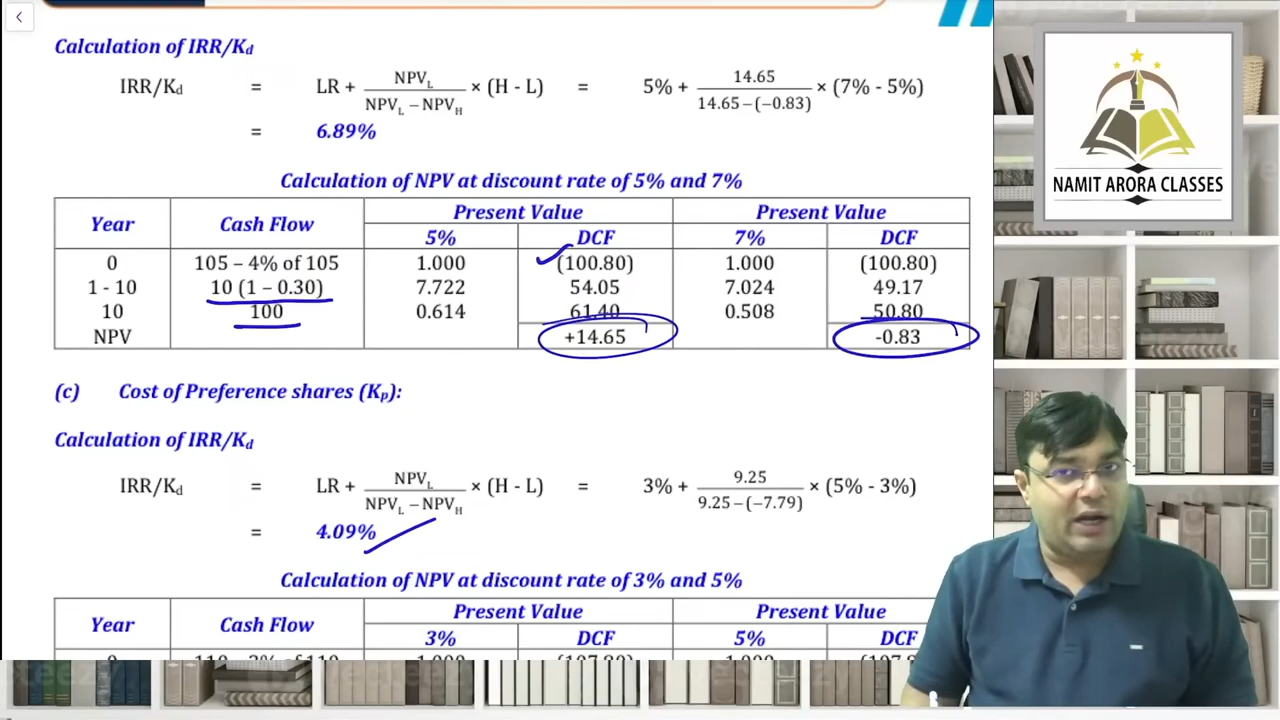 Calculation of IRR/Kd
IRR/Kd = LR + NPVL / NPVL − NPVH × (H - L) = 5% + 14.65 / 14.65−(−0.83) × (7% - 5%)
= 6.89%
Calculation of NPV at discount rate of 5% and 7%
Year Cash Flow Present Value Present Value
5% DCF 7% DCF
0 105 – 4% of 105 1.000 (100.80) 1.000 (100.80)
1 - 10 10 (1 – 0.30) 7.722 54.05 7.024 49.17
10 100 0.614 61.40 0.508 50.80
NPV +14.65 -0.83
(c) Cost of Preference shares (Kp):
Calculation of IRR/Kd
IRR/Kd = LR + NPVL / NPVL − NPVH × (H - L) = 3% + 9.25 / 9.25−(−7.79) × (5% - 3%)
= 4.09%
Calculation of NPV at discount rate of 3% and 5%
Year Cash Flow Present Value Present Value
3% DCF 5% DCF
NAMIT ARORA CLASSES